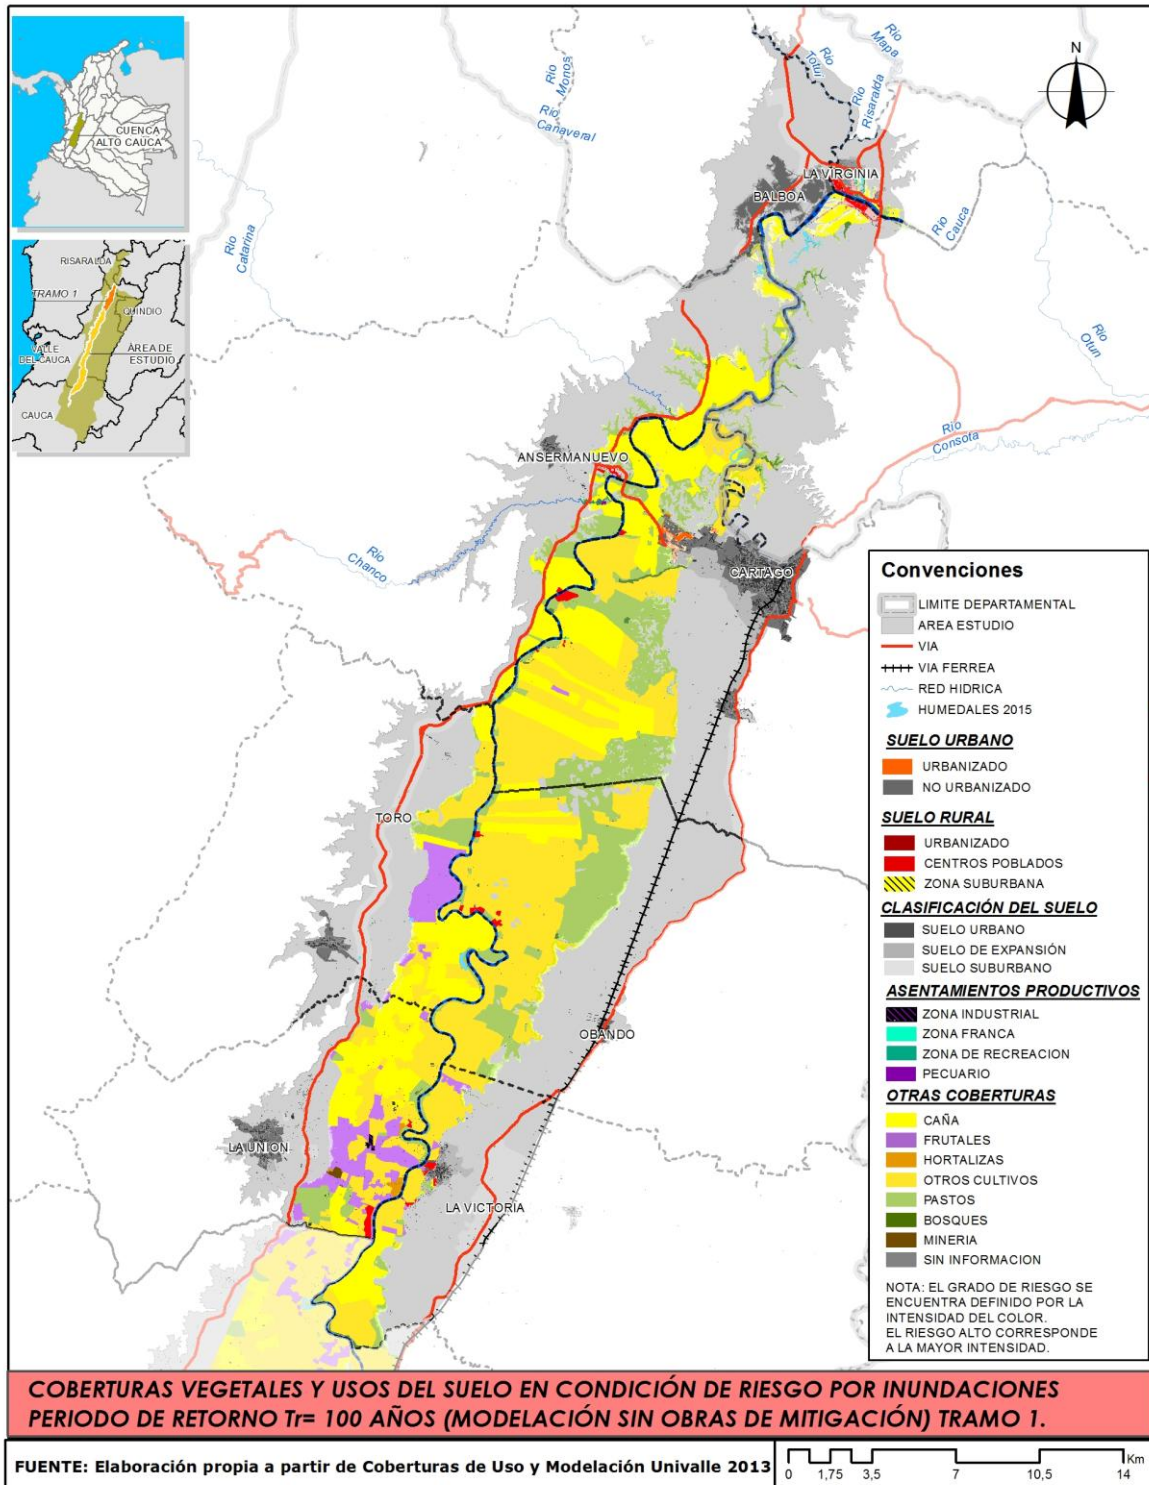 CUENCA
ALTO CAUCA
RISARALDA
TRAMO 1
QUINDIO
VALLE
DEL CAUCA
ÁREA DE
ESTUDIO
CAUCA
Río
Monos
Río
Cañaveral
Río
Totui
Río
Mapa
Río
Risaralda
N
LA VIRGINIA
BALBOA
Río
Cauca
Río
Catarina
Río
Otun
Río
Consota
ANSERMANUEVO
Río
Chanco
CARTAGO
TORO
OBANDO
LA UNION
LA VICTORIA
Convenciones
LIMITE DEPARTAMENTAL
AREA ESTUDIO
VIA
VIA FERREA
RED HIDRICA
HUMEDALES 2015
SUELO URBANO
URBANIZADO
NO URBANIZADO
SUELO RURAL
URBANIZADO
CENTROS POBLADOS
ZONA SUBURBANA
CLASIFICACIÓN DEL SUELO
SUELO URBANO
SUELO DE EXPANSIÓN
SUELO SUBURBANO
ASENTAMIENTOS PRODUCTIVOS
ZONA INDUSTRIAL
ZONA FRANCA
ZONA DE RECREACION
PECUARIO
OTRAS COBERTURAS
CAÑA
FRUTALES
HORTALIZAS
OTROS CULTIVOS
PASTOS
BOSQUES
MINERIA
SIN INFORMACION
NOTA: EL GRADO DE RIESGO SE
ENCUENTRA DEFINIDO POR LA
INTENSIDAD DEL COLOR.
EL RIESGO ALTO CORRESPONDE
A LA MAYOR INTENSIDAD.
COBERTURAS VEGETALES Y USOS DEL SUELO EN CONDICIÓN DE RIESGO POR INUNDACIONES
PERIODO DE RETORNO Tr= 100 AÑOS (MODELACIÓN SIN OBRAS DE MITIGACIÓN) TRAMO 1.
FUENTE: Elaboración propia a partir de Coberturas de Uso y Modelación Univalle 2013
Km
0 1,75 3,5 7 10,5 14